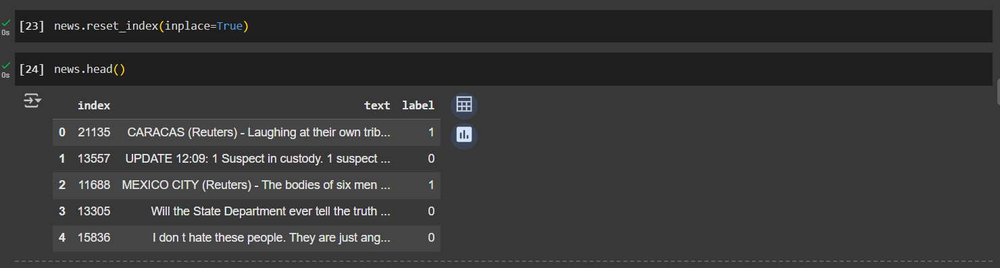 [23] news.reset_index(inplace=True)
0s
[24] news.head()
0s
index text label
0 21135 CARACAS (Reuters) - Laughing at their own trib... 1
1 13557 UPDATE 12:09: 1 Suspect in custody. 1 suspect ... 0
2 11688 MEXICO CITY (Reuters) - The bodies of six men ... 1
3 13305 Will the State Department ever tell the truth ... 0
4 15836 I don t hate these people. They are just ang... 0